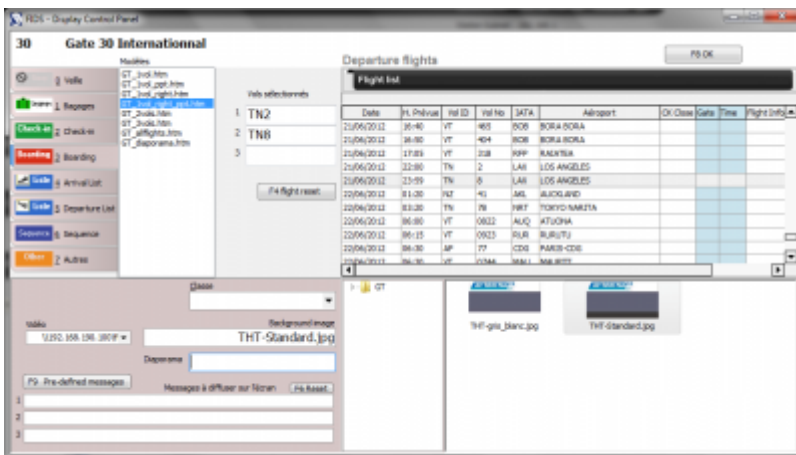 FIDS - Display Control Panel
30 Gate 30 Internationnal
Modèles
Departure flights
F8 OK
0 Veille
1 Bagages
Check-in 2 Check-in
Boarding 3 Boarding
4 Arrival List
5 Departure List
Sequence 6 Sequence
Other 7 Autres
GT_1vol.htm
GT_1vol_ppt.htm
GT_1vol_right.htm
GT_1vol_right_ppt.htm
GT_2vols.htm
GT_3vols.htm
GT_allflights.htm
GT_diaporama.htm
Vols sélectionnés
1 TN2
2 TN8
3
F4 flight reset
Flight list
Date H. Prévue Vol ID Vol No IATA Aéroport CK Close Gate Time Flight Info
21/06/2012 16:40 VT 465 BOB BORA BORA
21/06/2012 16:50 VT 404 BOB BORA BORA
21/06/2012 17:05 VT 218 RFP RAIATEA
21/06/2012 22:00 TN 2 LAX LOS ANGELES
21/06/2012 23:59 TN 8 LAX LOS ANGELES
22/06/2012 01:20 NZ 41 AKL AUCKLAND
22/06/2012 03:20 TN 78 NRT TOKYO NARITA
22/06/2012 06:00 VT 0822 AUQ ATUONA
22/06/2012 06:15 VT 0923 RUR RURUTU
22/06/2012 06:30 AF 77 CDG PARIS-CDG
22/06/2012 06:30 VT
Classe
Vidéo
Background image
THT-Standard.jpg
Diaporama
F9- Pre-defined messages
Messages à diffuser sur l'écran
F6 Reset
1
2
3
GT
THT-gris_blanc.jpg
THT-Standard.jpg